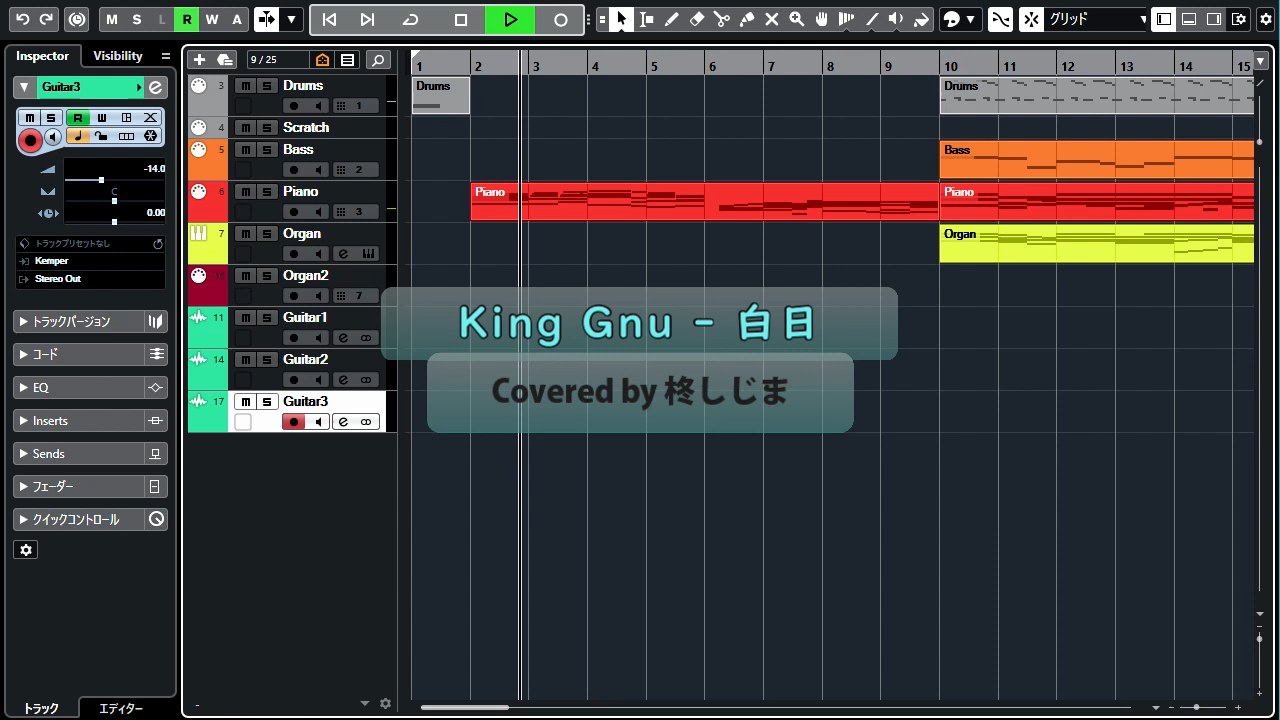 M S L R W A グリッド
Inspector Visibility
9 / 25
1 2 3 4 5 6 7 8 9 10 11 12 13 14 15
Guitar3
M S R W
-14.0
C
0.00
トラックプリセットなし
Kemper
Stereo Out
トラックバージョン
コード
EQ
Inserts
Sends
フェーダー
クイックコントロール
トラック エディター
3 M S Drums
1
4 M S Scratch
5 M S Bass
2
6 M S Piano
3
7 M S Organ
e
10 M S Organ2
7
11 M S Guitar1
e
14 M S Guitar2
e
17 M S Guitar3
e
Drums Drums
Bass
Piano Piano
Organ
King Gnu - 白日
Covered by 柊しじま